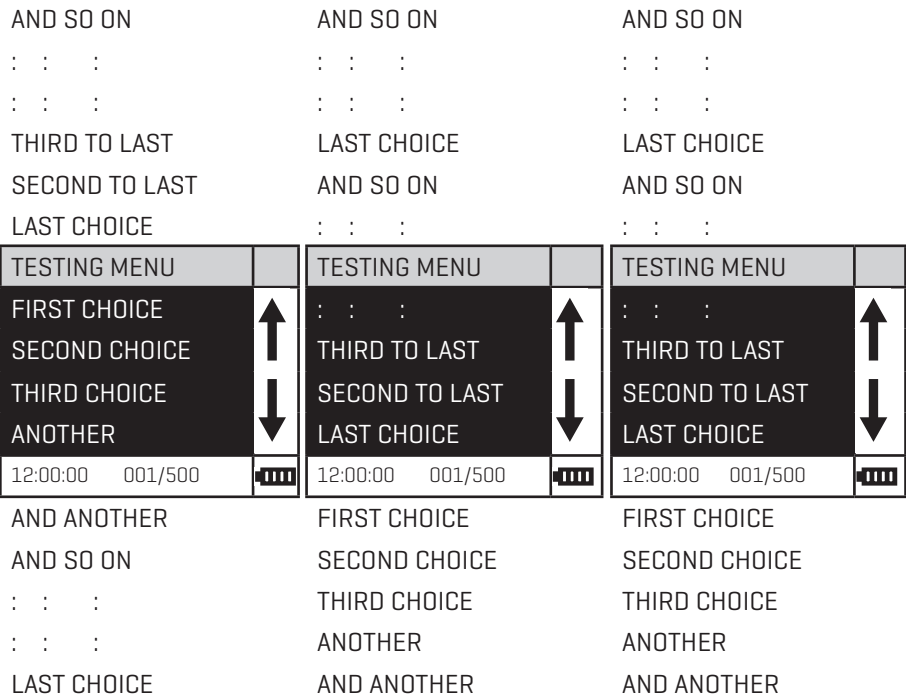 AND SO ON
: : :
: : :
THIRD TO LAST
SECOND TO LAST
LAST CHOICE
TESTING MENU
FIRST CHOICE
SECOND CHOICE
THIRD CHOICE
ANOTHER
12:00:00 001/500
AND ANOTHER
AND SO ON
: : :
: : :
LAST CHOICE
AND SO ON
: : :
: : :
LAST CHOICE
AND SO ON
: : :
TESTING MENU
: : :
THIRD TO LAST
SECOND TO LAST
LAST CHOICE
12:00:00 001/500
FIRST CHOICE
SECOND CHOICE
THIRD CHOICE
ANOTHER
AND ANOTHER
AND SO ON
: : :
: : :
LAST CHOICE
AND SO ON
: : :
TESTING MENU
: : :
THIRD TO LAST
SECOND TO LAST
LAST CHOICE
12:00:00 001/500
FIRST CHOICE
SECOND CHOICE
THIRD CHOICE
ANOTHER
AND ANOTHER